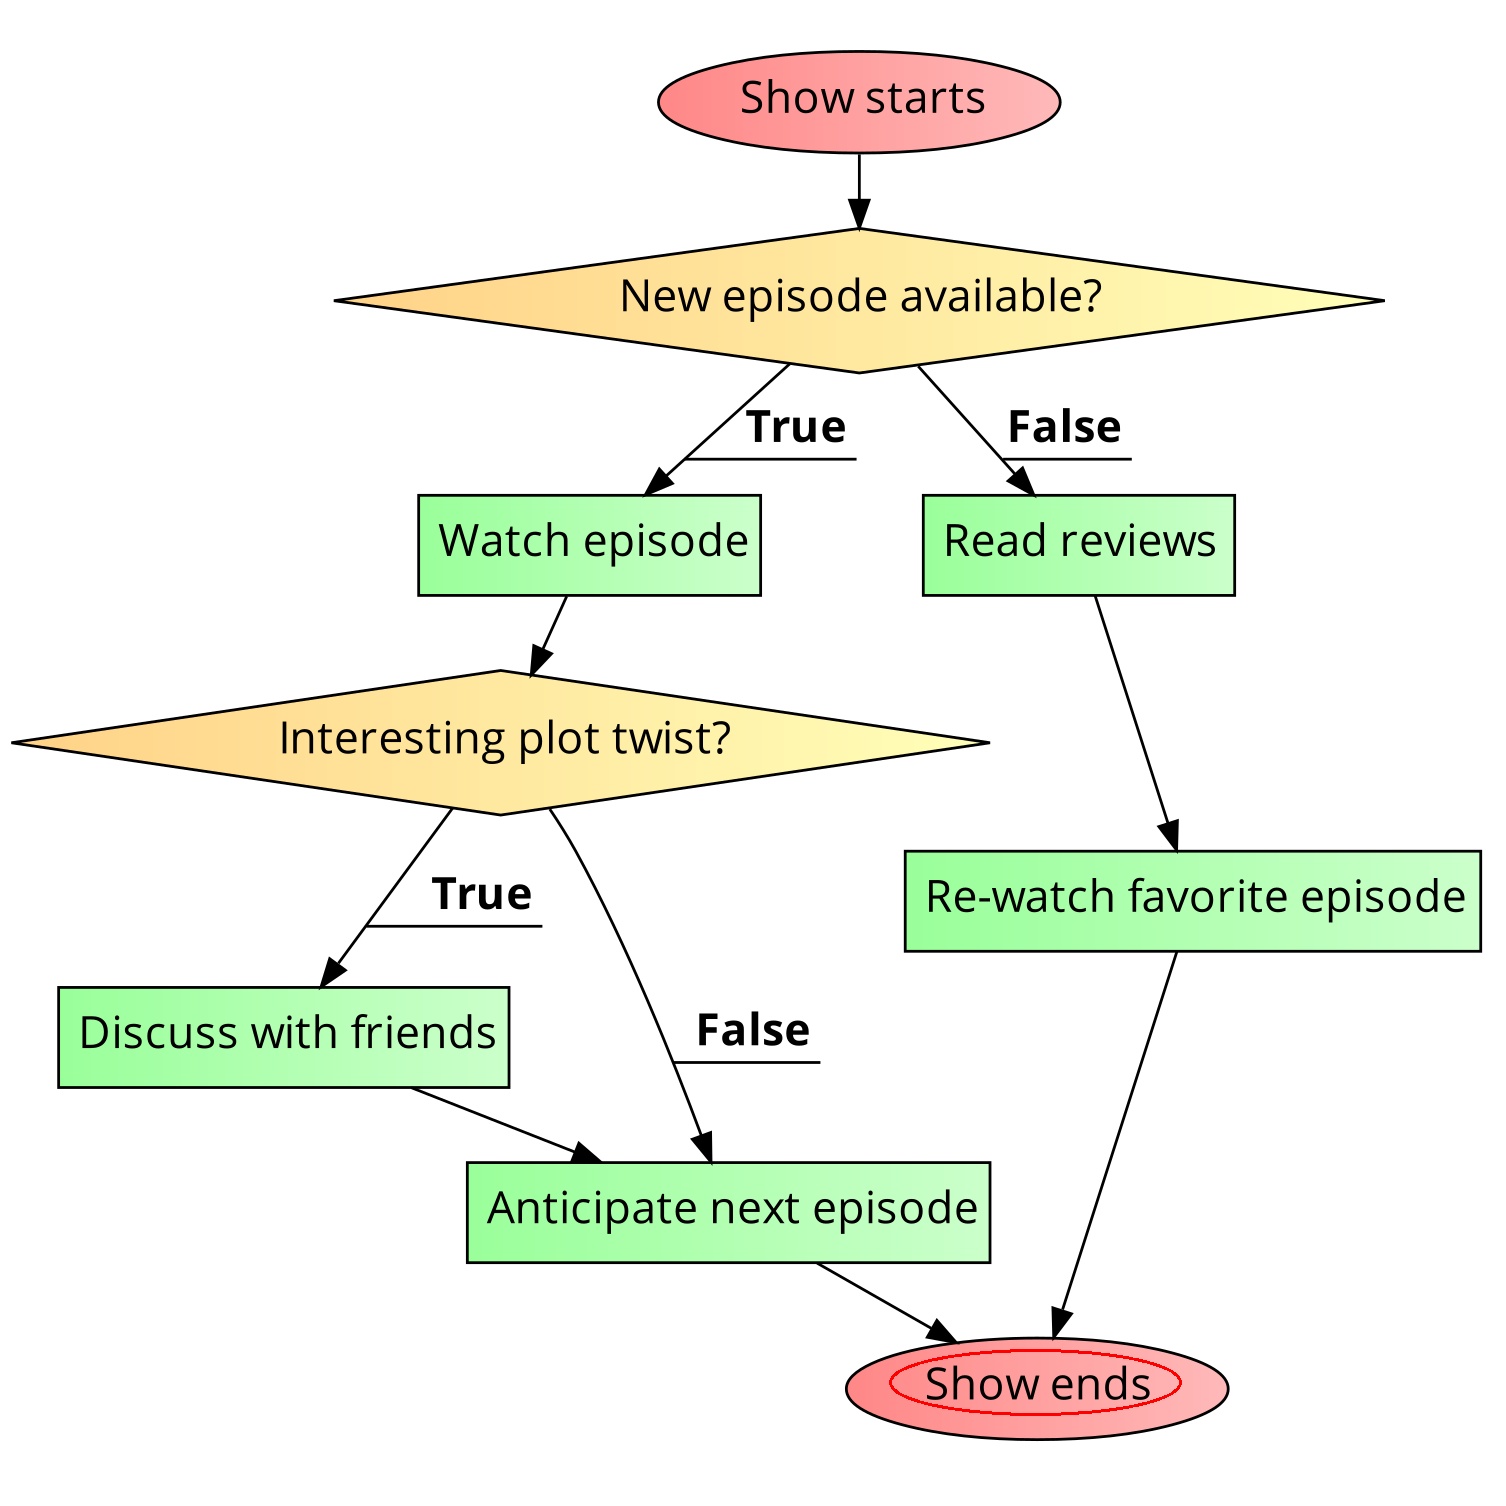 Show starts
New episode available?
True
False
Watch episode
Read reviews
Interesting plot twist?
True
Re-watch favorite episode
Discuss with friends
False
Anticipate next episode
Show ends